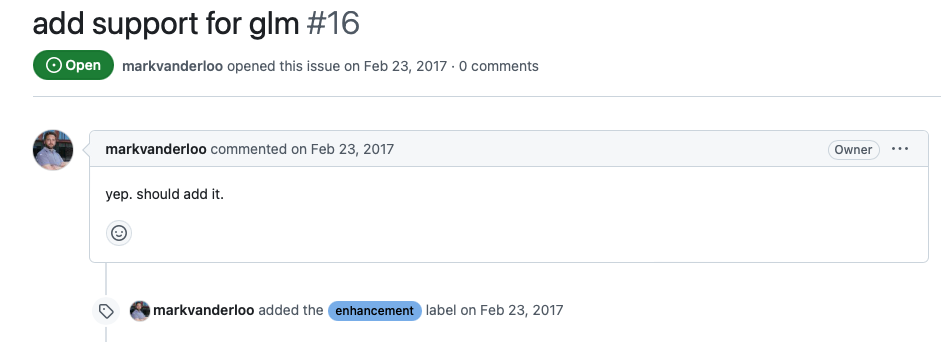 add support for glm #16
Open markvanderloo opened this issue on Feb 23, 2017 · 0 comments
markvanderloo commented on Feb 23, 2017 Owner ···
yep. should add it.
markvanderloo added the enhancement label on Feb 23, 2017